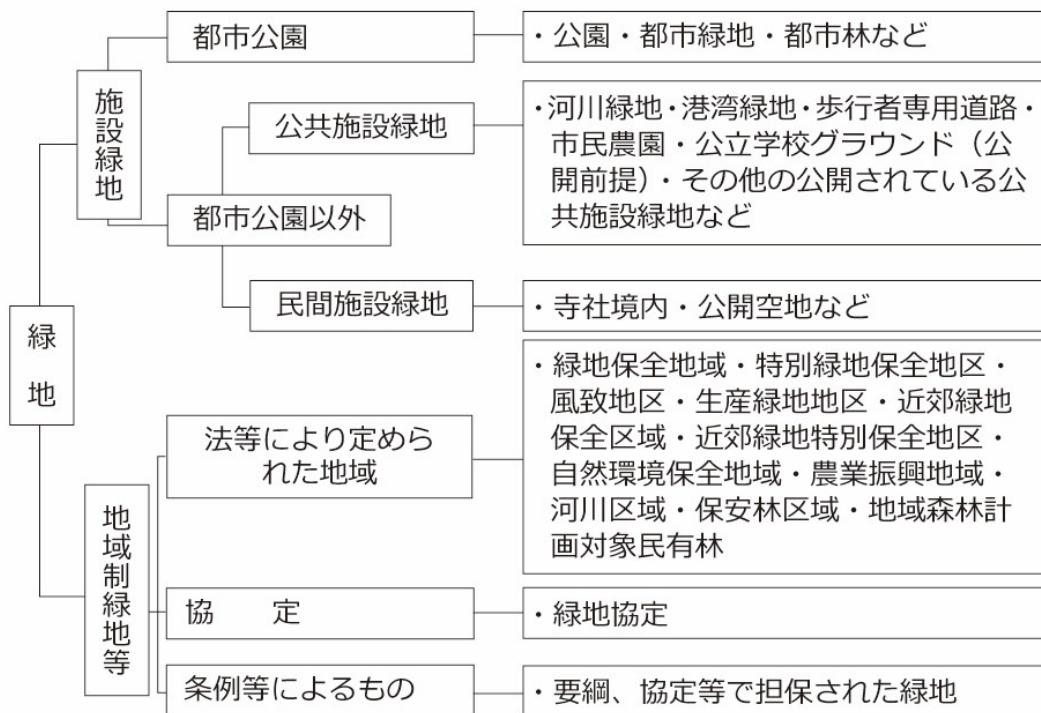 緑地
施設緑地
都市公園
・公園・都市緑地・都市林など
都市公園以外
公共施設緑地
・河川緑地・港湾緑地・歩行者専用道路・
市民農園・公立学校グラウンド（公
開前提）・その他の公開されている公
共施設緑地など
民間施設緑地
・寺社境内・公開空地など
地域制緑地等
法等により定めら
れた地域
・緑地保全地域・特別緑地保全地区・
風致地区・生産緑地地区・近郊緑地
保全区域・近郊緑地特別保全地区・
自然環境保全地域・農業振興地域・
河川区域・保安林区域・地域森林計
画対象民有林
協　　定
・緑地協定
条例等によるもの
・要綱、協定等で担保された緑地